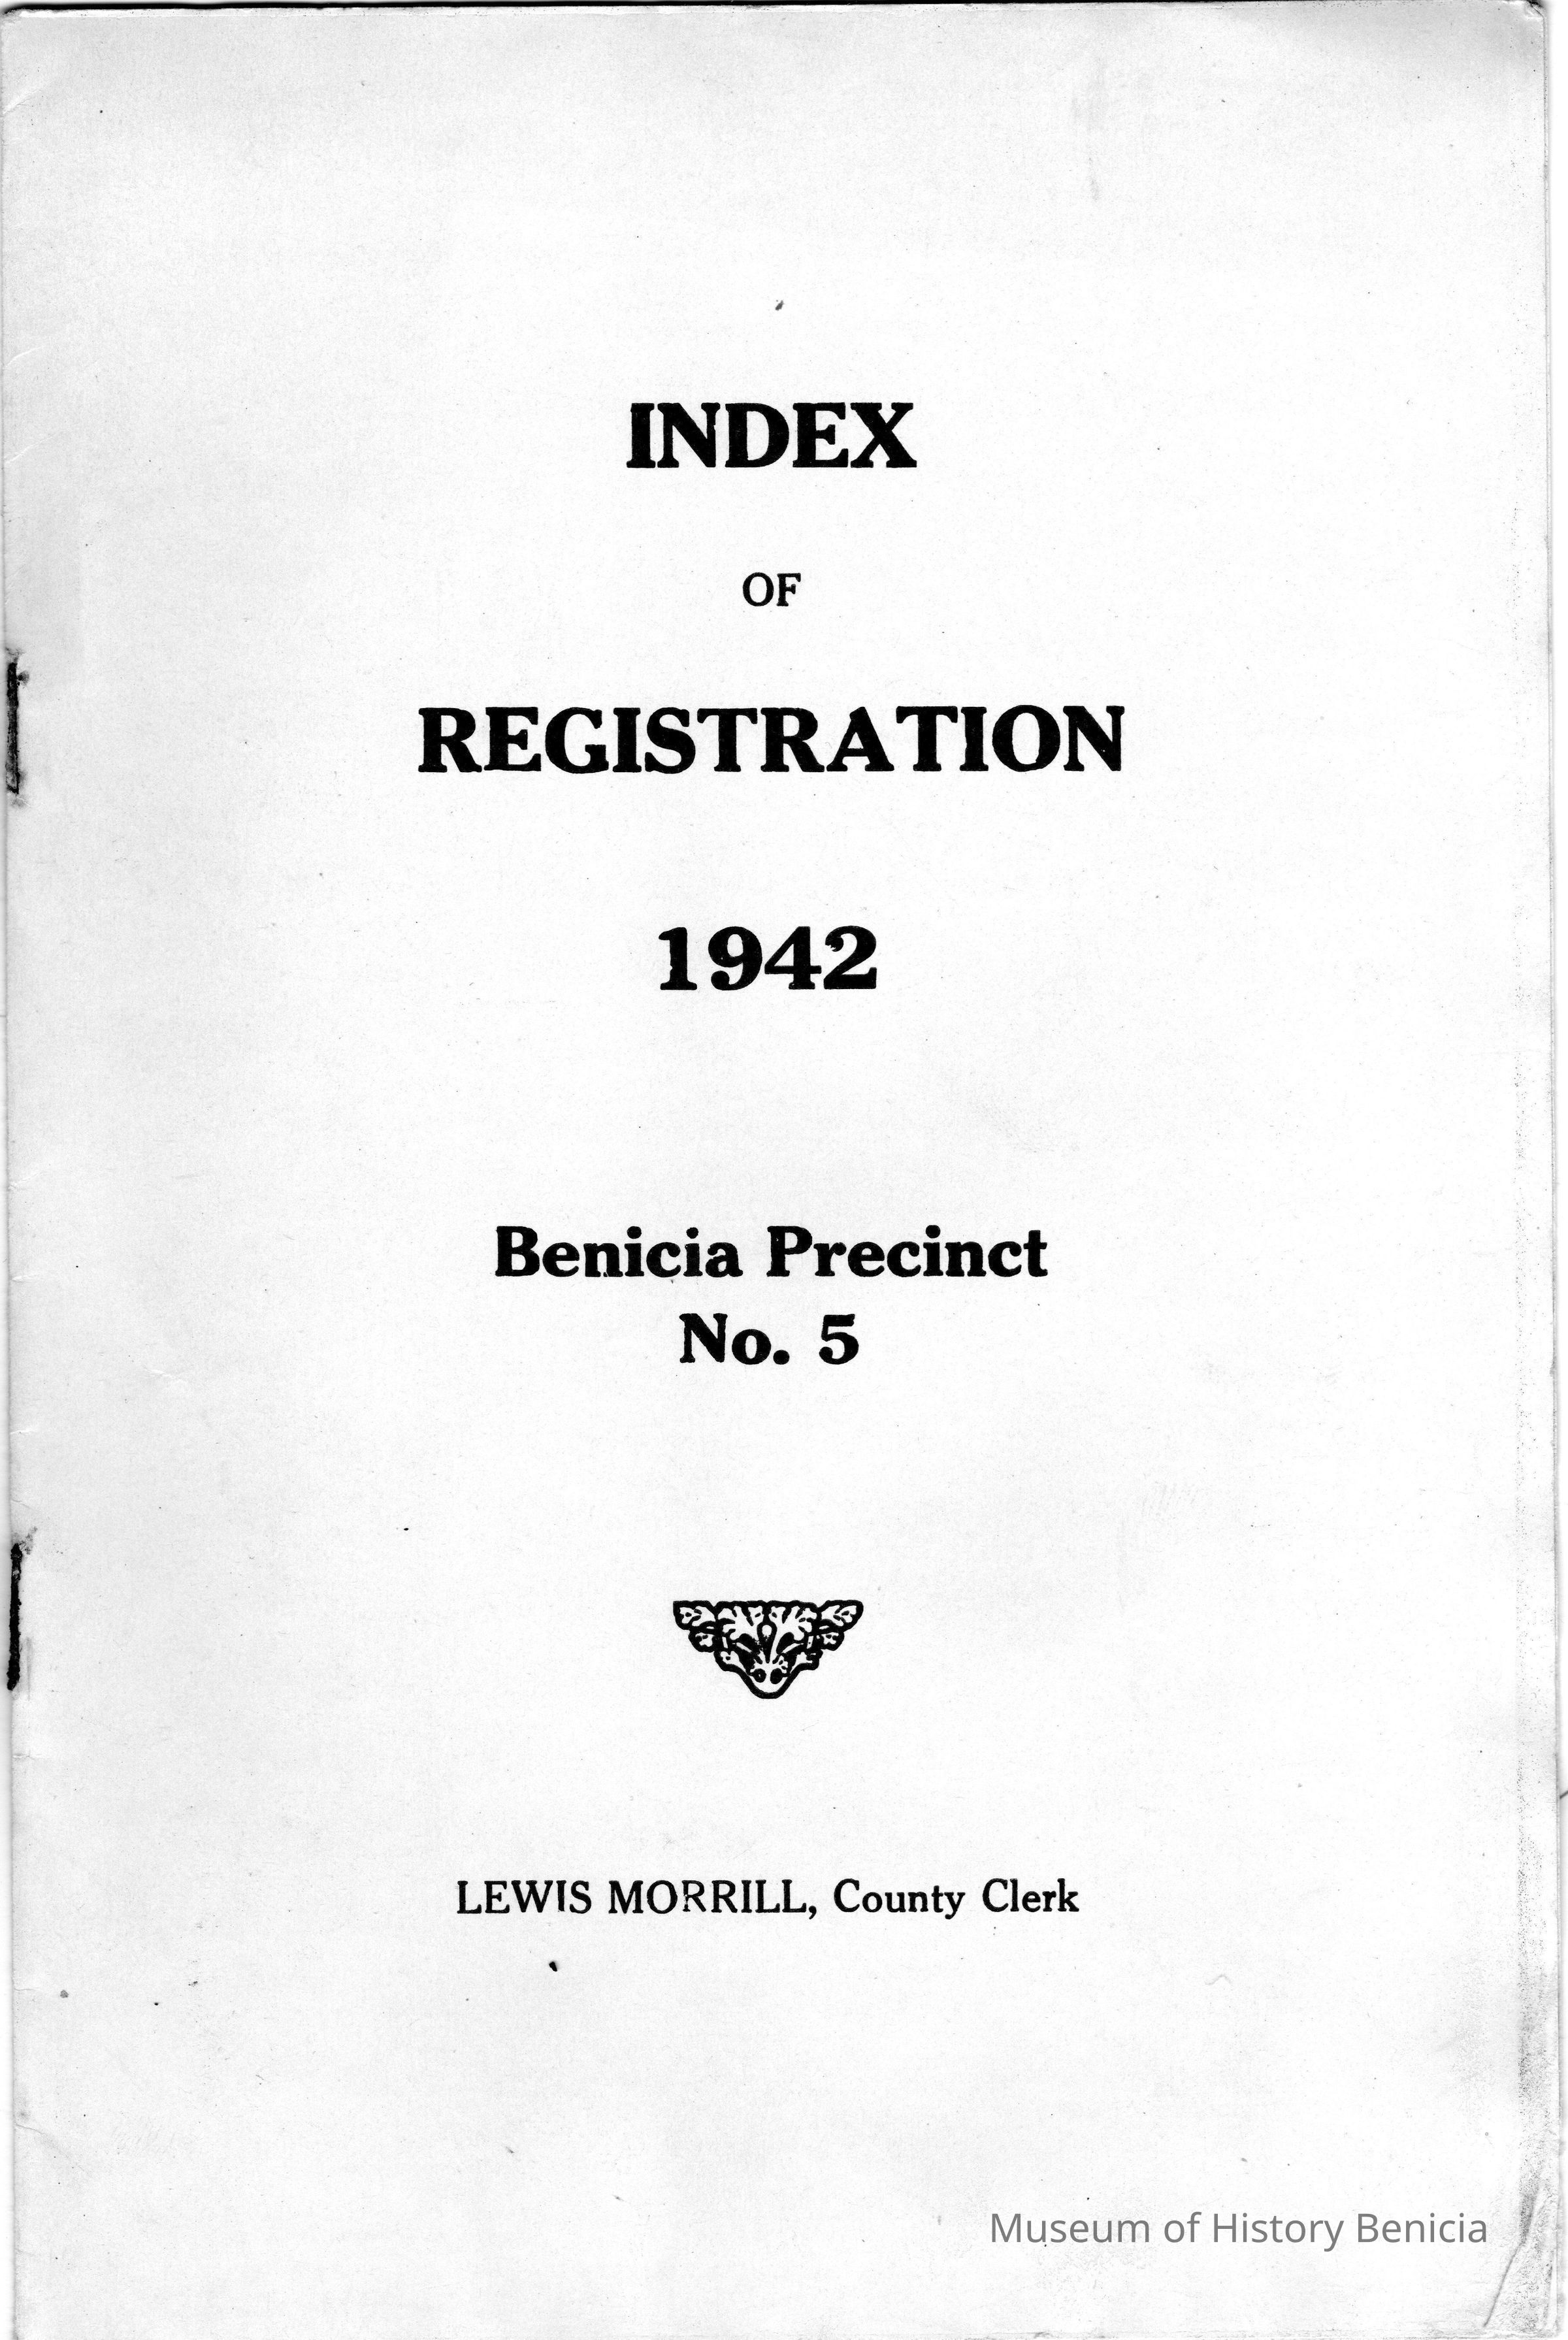 INDEX
OF
REGISTRATION
1942
Benicia Precinct
No. 5
LEWIS MORRILL, County Clerk
Museum of History Benicia